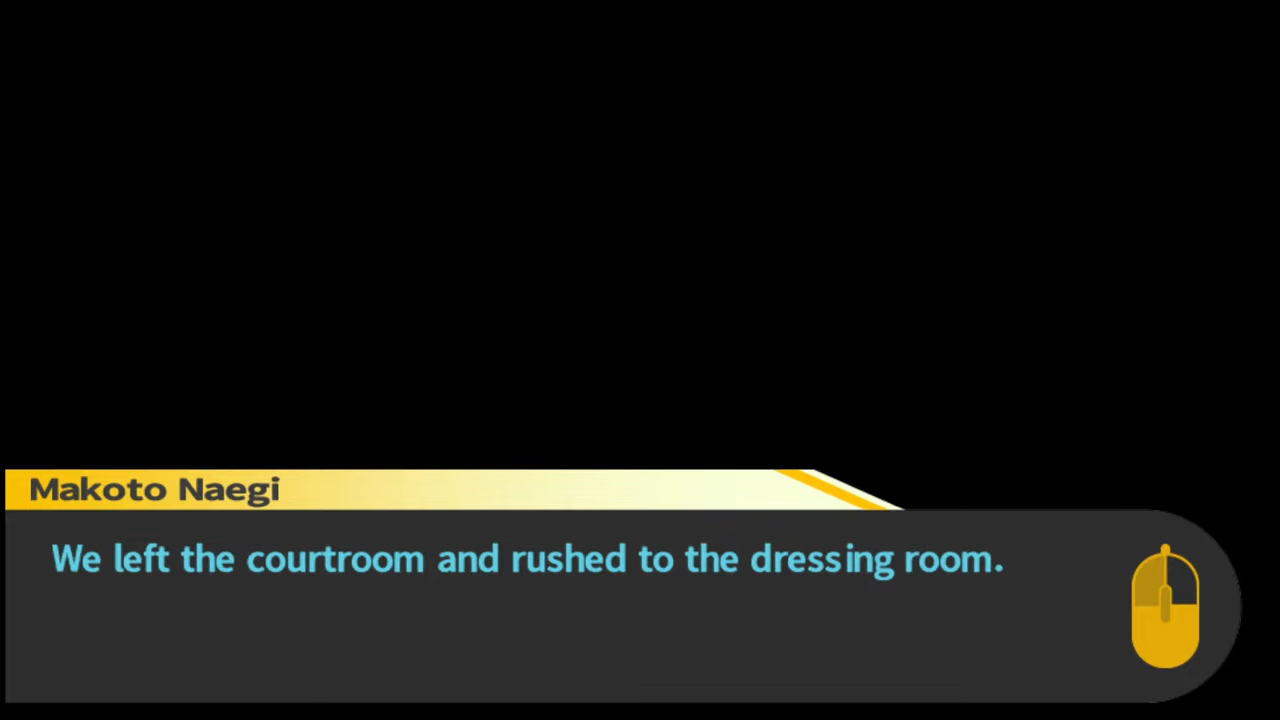 Makoto Naegi
We left the courtroom and rushed to the dressing room.